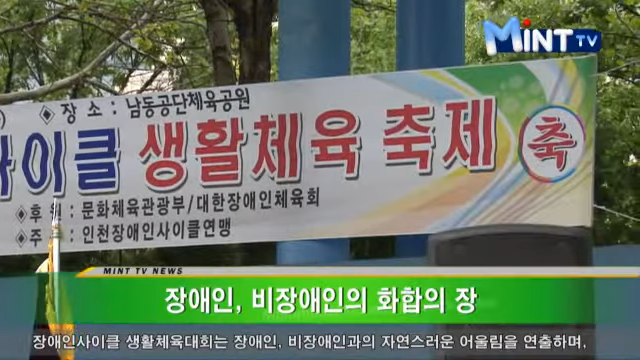 MINT TV
◈ 장 소 : 남동공단체육공원
사이클 생활체육 축제 축
◈ 후 원 : 문화체육관광부/대한장애인체육회
◈ 주 : 인천장애인사이클연맹
MINT TV NEWS
장애인, 비장애인의 화합의 장
장애인사이클 생활체육대회는 장애인, 비장애인과의 자연스러운 어울림을 연출하며,